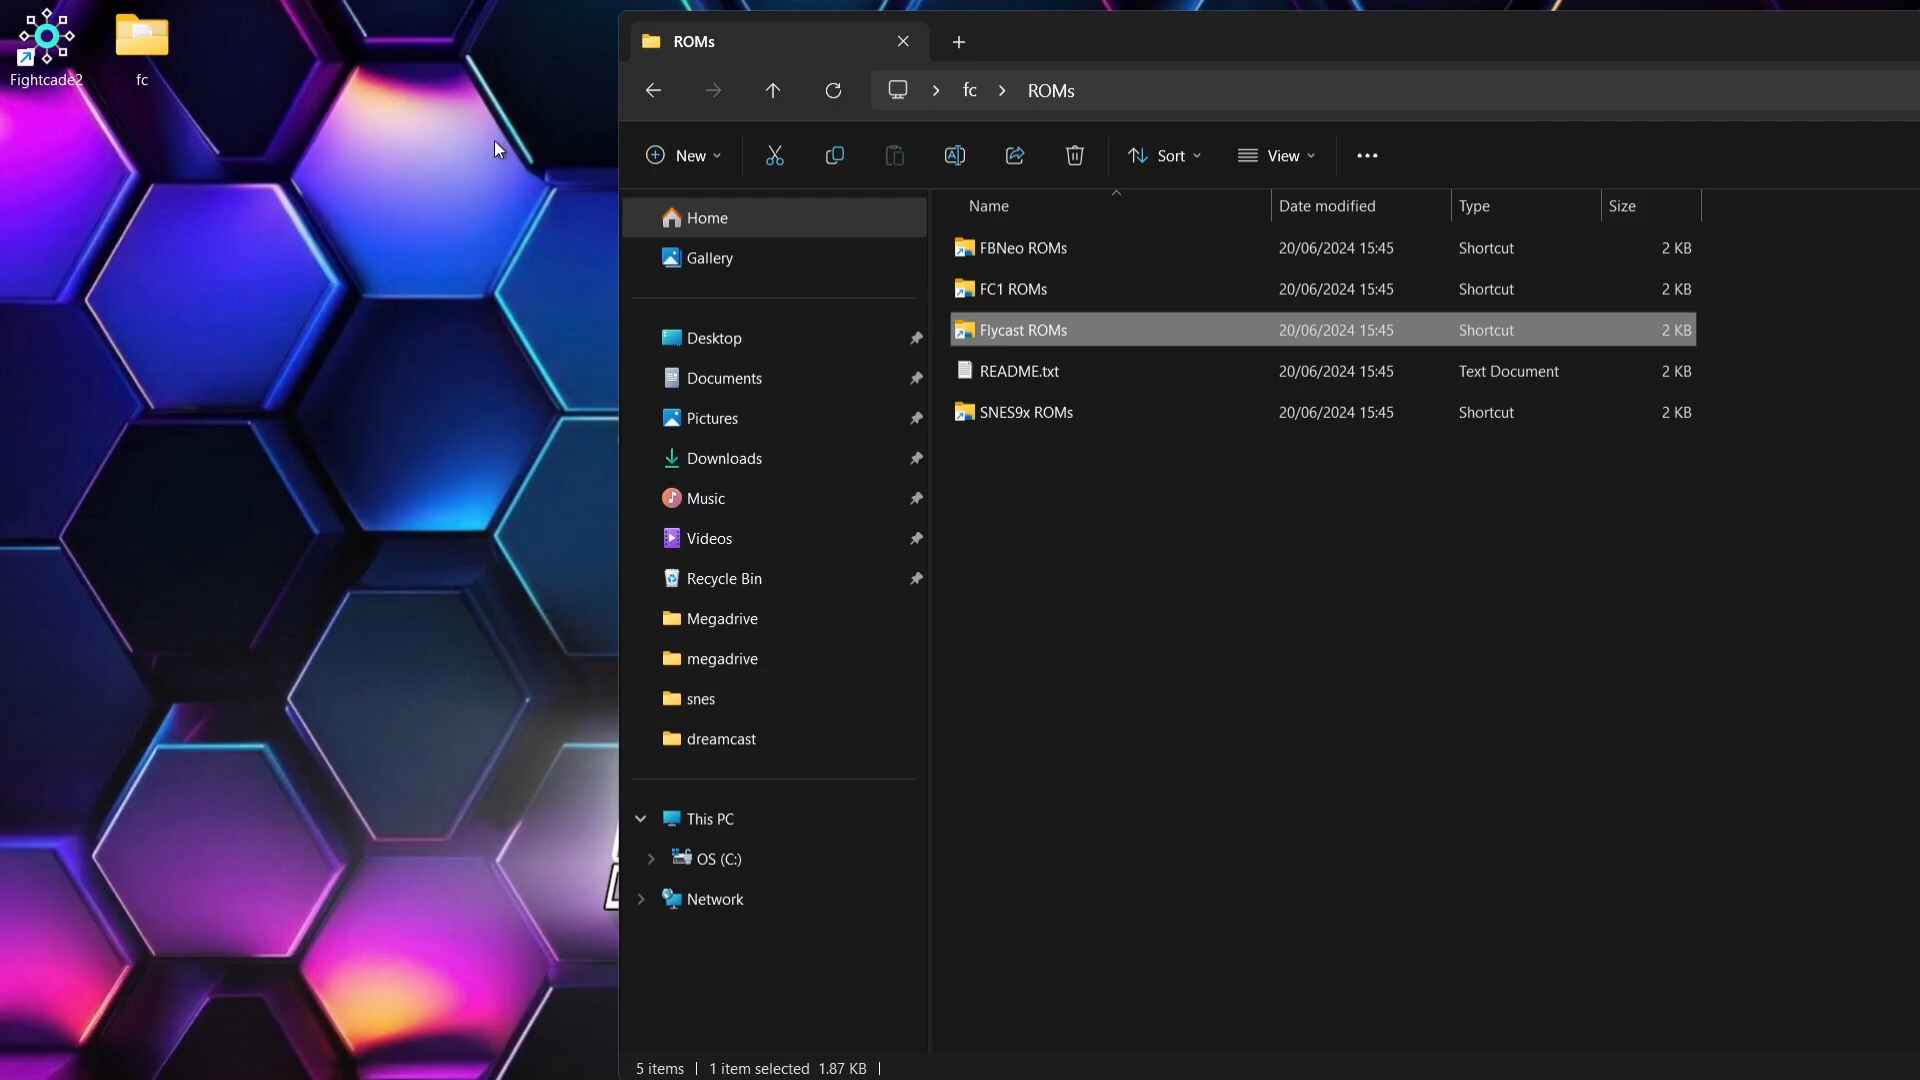 Fightcade2
fc
ROMs
fc > ROMs
New
Sort
View
Home
Gallery
Desktop
Documents
Pictures
Downloads
Music
Videos
Recycle Bin
Megadrive
megadrive
snes
dreamcast
This PC
OS (C:)
Network
Name Date modified Type Size
FBNeo ROMs 20/06/2024 15:45 Shortcut 2 KB
FC1 ROMs 20/06/2024 15:45 Shortcut 2 KB
Flycast ROMs 20/06/2024 15:45 Shortcut 2 KB
README.txt 20/06/2024 15:45 Text Document 2 KB
SNES9x ROMs 20/06/2024 15:45 Shortcut 2 KB
5 items | 1 item selected 1.87 KB |